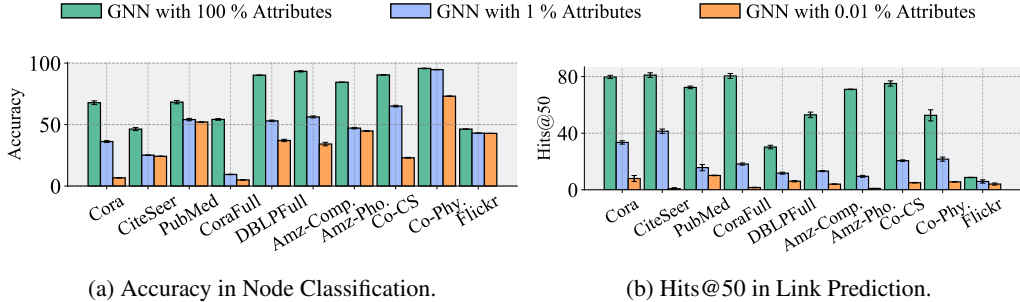 GNN with 100 % Attributes GNN with 1 % Attributes GNN with 0.01 % Attributes
Accuracy
100
50
0
Cora CiteSeer PubMed CoraFull DBLPFull Amz-Comp. Amz-Pho. Co-CS Co-Phy. Flickr
(a) Accuracy in Node Classification.
Hits@50
80
40
0
Cora CiteSeer PubMed CoraFull DBLPFull Amz-Comp. Amz-Pho. Co-CS Co-Phy. Flickr
(b) Hits@50 in Link Prediction.